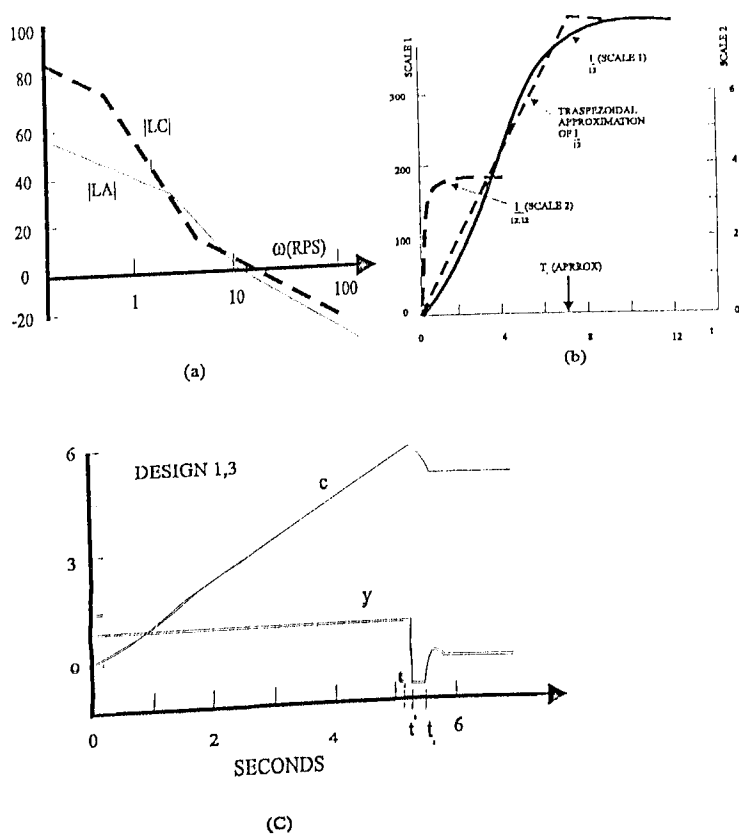 100
80
60
40
20
0
-20
|LC|
|LA|
ω(RPS)
1
10
100
(a)
SCALE 1
300
200
100
0
SCALE 2
6
4
2
0
(SCALE 1)
TRASPEZOIDAL
APPROXIMATION
OF
(SCALE 2)
(APRROX)
0
4
8
12
t
(b)
6
3
0
DESIGN 1,3
c
y
0
2
4
6
t
t'
t
SECONDS
(C)